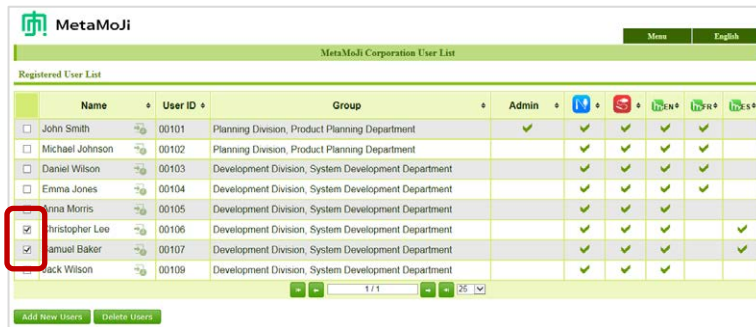 MetaMoJi
Menu English
MetaMoJi Corporation User List
Registered User List
Name User ID Group Admin EN FR ES
John Smith 00101 Planning Division, Product Planning Department
Michael Johnson 00102 Planning Division, Product Planning Department
Daniel Wilson 00103 Development Division, System Development Department
Emma Jones 00104 Development Division, System Development Department
Anna Morris 00105 Development Division, System Development Department
Christopher Lee 00106 Development Division, System Development Department
Samuel Baker 00107 Development Division, System Development Department
Jack Wilson 00109 Development Division, System Development Department
1 / 1 25
Add New Users Delete Users